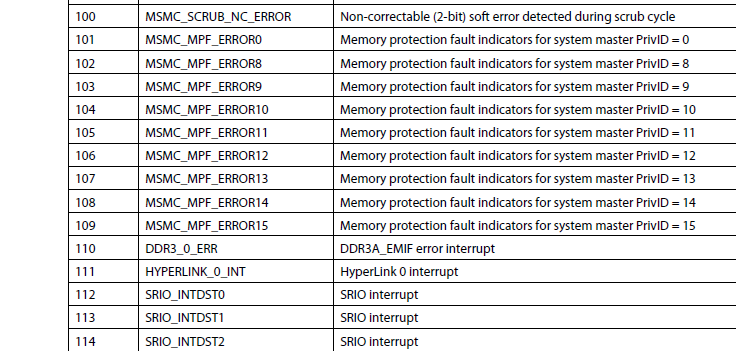 100 MSMC_SCRUB_NC_ERROR Non-correctable (2-bit) soft error detected during scrub cycle
101 MSMC_MPF_ERROR0 Memory protection fault indicators for system master PrivID = 0
102 MSMC_MPF_ERROR8 Memory protection fault indicators for system master PrivID = 8
103 MSMC_MPF_ERROR9 Memory protection fault indicators for system master PrivID = 9
104 MSMC_MPF_ERROR10 Memory protection fault indicators for system master PrivID = 10
105 MSMC_MPF_ERROR11 Memory protection fault indicators for system master PrivID = 11
106 MSMC_MPF_ERROR12 Memory protection fault indicators for system master PrivID = 12
107 MSMC_MPF_ERROR13 Memory protection fault indicators for system master PrivID = 13
108 MSMC_MPF_ERROR14 Memory protection fault indicators for system master PrivID = 14
109 MSMC_MPF_ERROR15 Memory protection fault indicators for system master PrivID = 15
110 DDR3_0_ERR DDR3A_EMIF error interrupt
111 HYPERLINK_0_INT HyperLink 0 interrupt
112 SRIO_INTDST0 SRIO interrupt
113 SRIO_INTDST1 SRIO interrupt
114 SRIO_INTDST2 SRIO interrupt